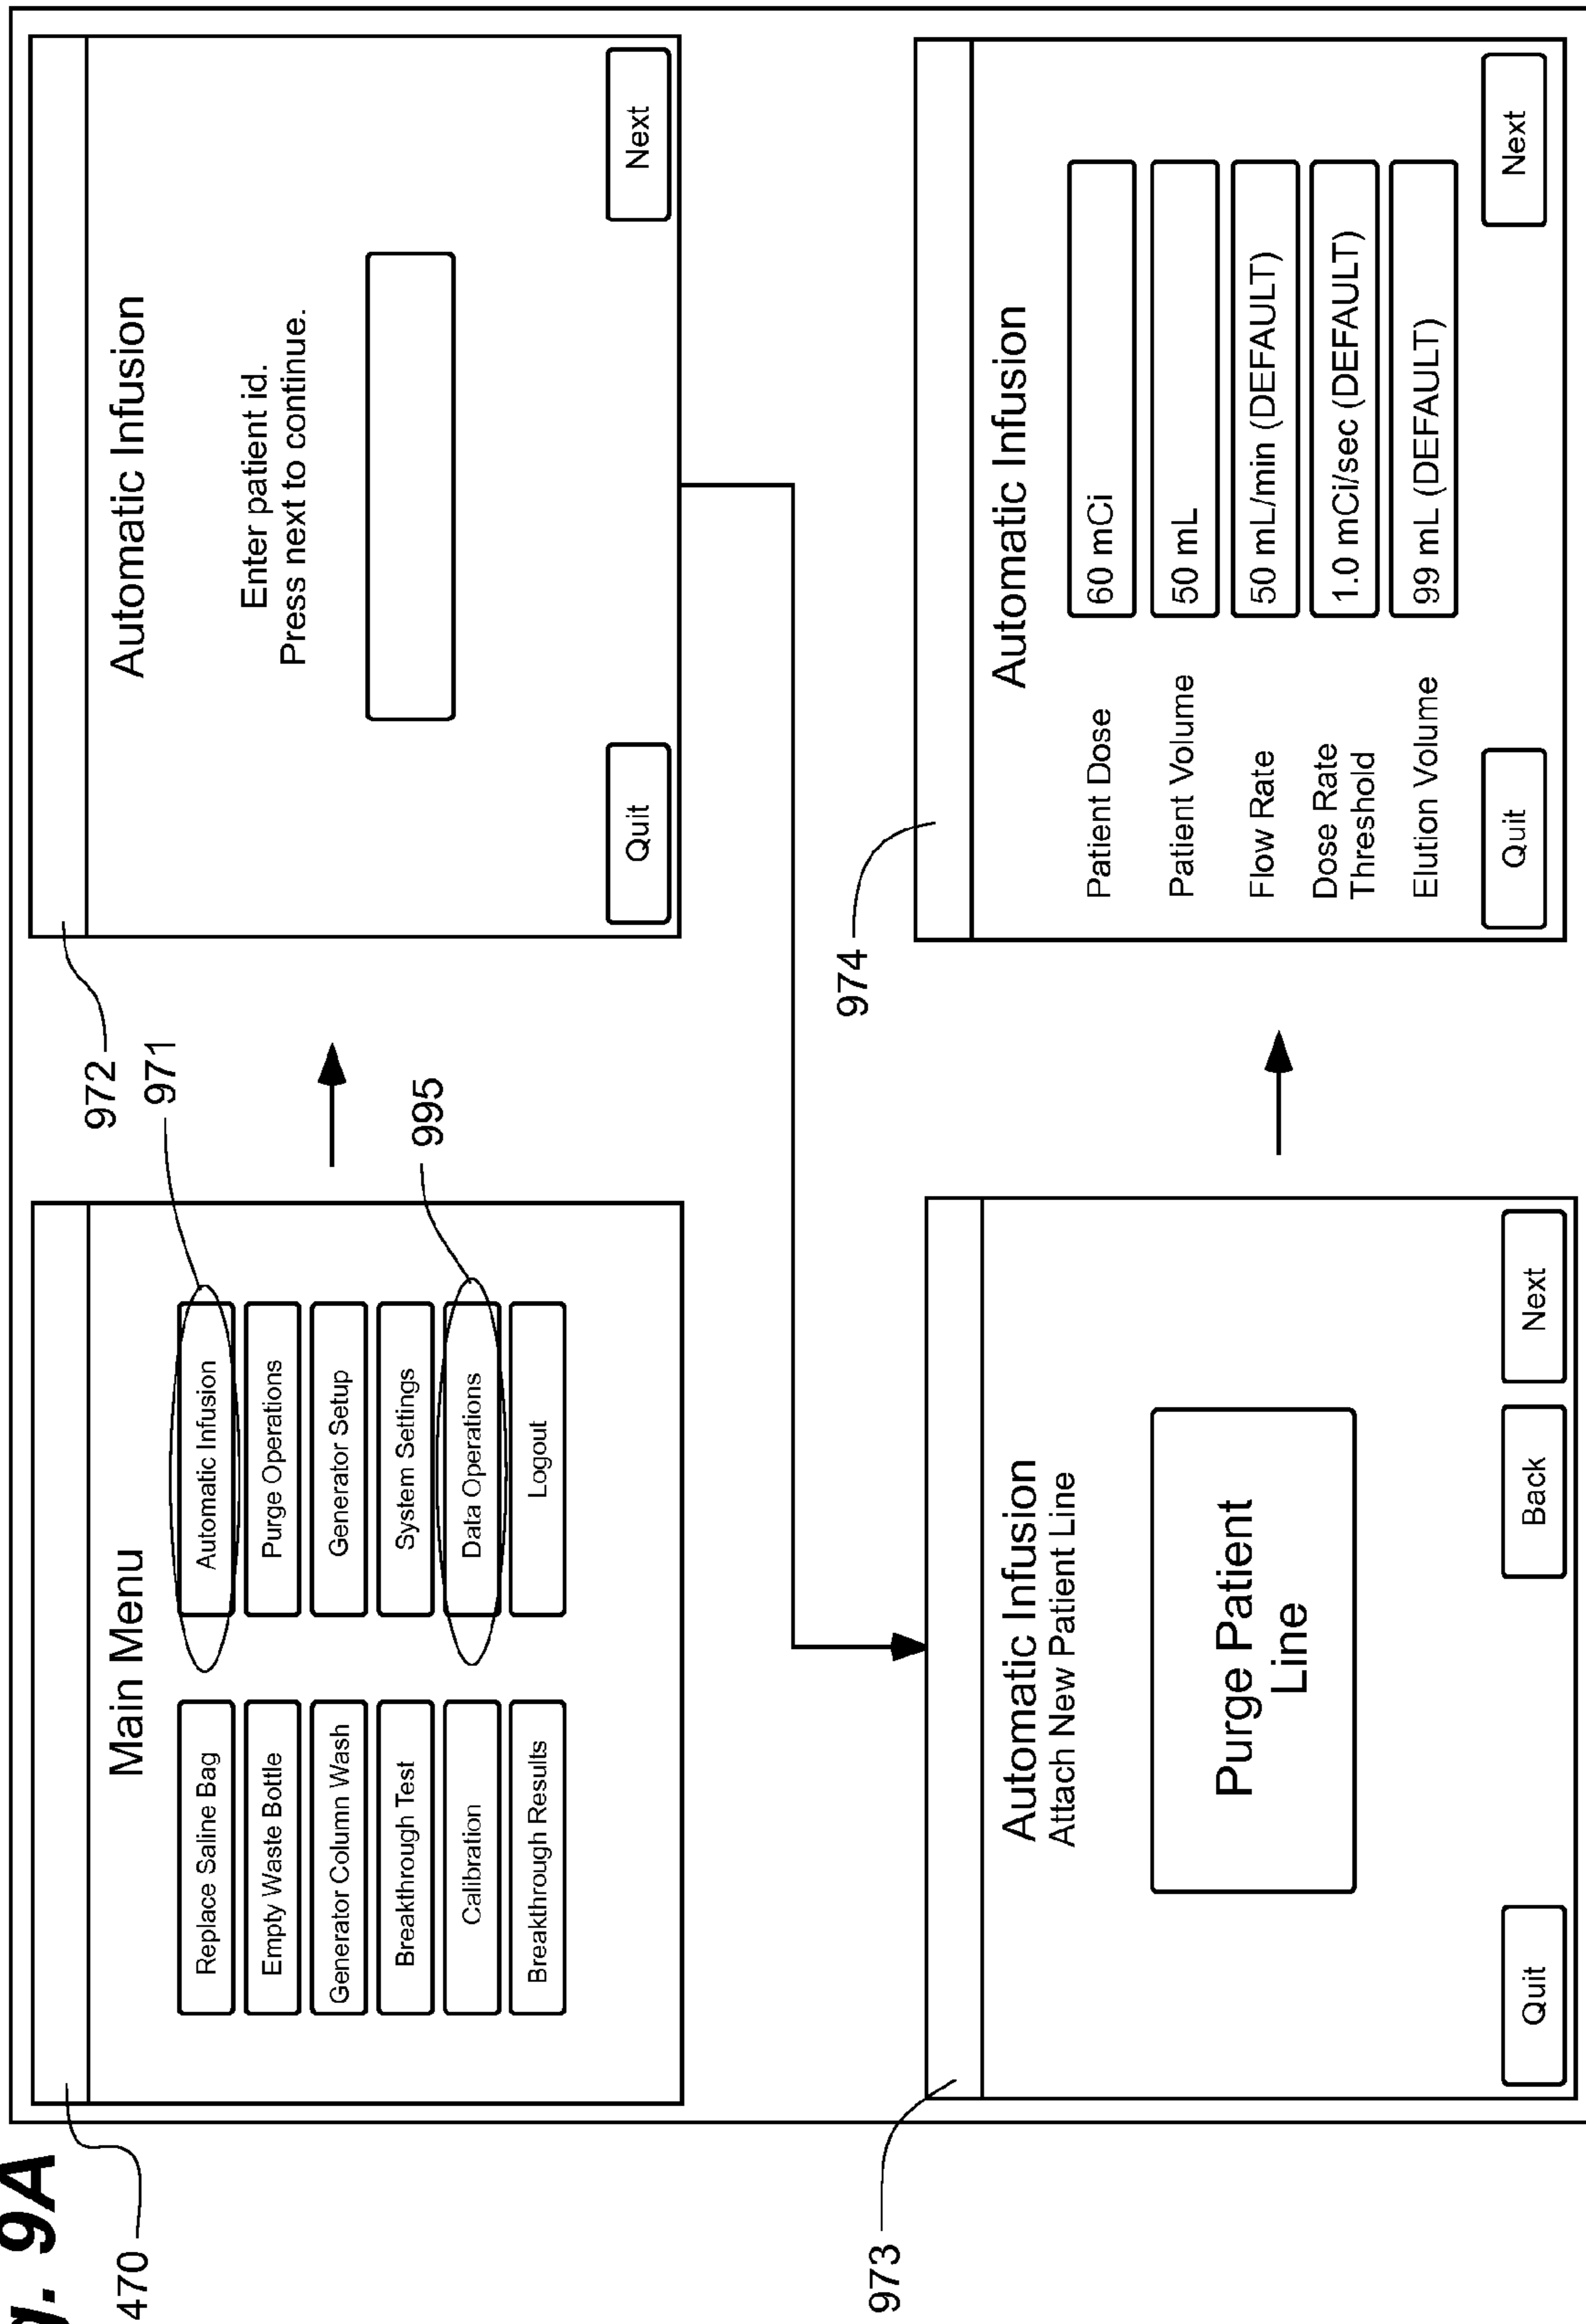 g. 9A
470
Main Menu
Replace Saline Bag
Empty Waste Bottle
Generator Column Wash
Breakthrough Test
Calibration
Breakthrough Results
Automatic Infusion
Purge Operations
Generator Setup
System Settings
Data Operations
Logout
971
995
972
Automatic Infusion
Enter patient id.
Press next to continue.
Quit
Next
973
Automatic Infusion
Attach New Patient Line
Purge Patient
Line
Quit
Back
Next
974
Automatic Infusion
Patient Dose
60 mCi
Patient Volume
50 mL
Flow Rate
50 mL/min (DEFAULT)
Dose Rate
Threshold
1.0 mCi/sec (DEFAULT)
Elution Volume
99 mL (DEFAULT)
Quit
Next